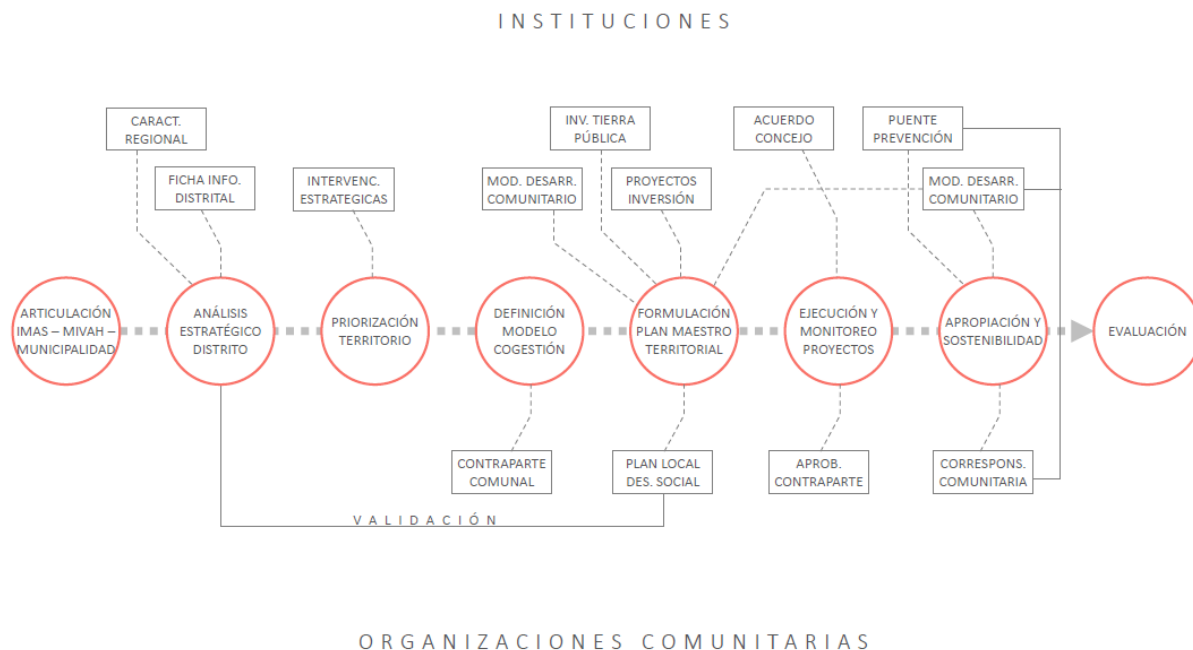 INSTITUCIONES
CARACT.
REGIONAL
INV. TIERRA
PÚBLICA
ACUERDO
CONCEJO
PUENTE
PREVENCIÓN
FICHA INFO.
DISTRITAL
INTERVENC.
ESTRATEGICAS
MOD. DESARR.
COMUNITARIO
PROYECTOS
INVERSIÓN
MOD. DESARR.
COMUNITARIO
ARTICULACIÓN
IMAS – MIVAH –
MUNICIPALIDAD
ANÁLISIS
ESTRATÉGICO
DISTRITO
PRIORIZACIÓN
TERRITORIO
DEFINICIÓN
MODELO
COGESTIÓN
FORMULACIÓN
PLAN MAESTRO
TERRITORIAL
EJECUCIÓN Y
MONITOREO
PROYECTOS
APROPIACIÓN Y
SOSTENIBILIDAD
EVALUACIÓN
CONTRAPARTE
COMUNAL
PLAN LOCAL
DES. SOCIAL
APROB.
CONTRAPARTE
CORRESPONS.
COMUNITARIA
VALIDACIÓN
ORGANIZACIONES COMUNITARIAS